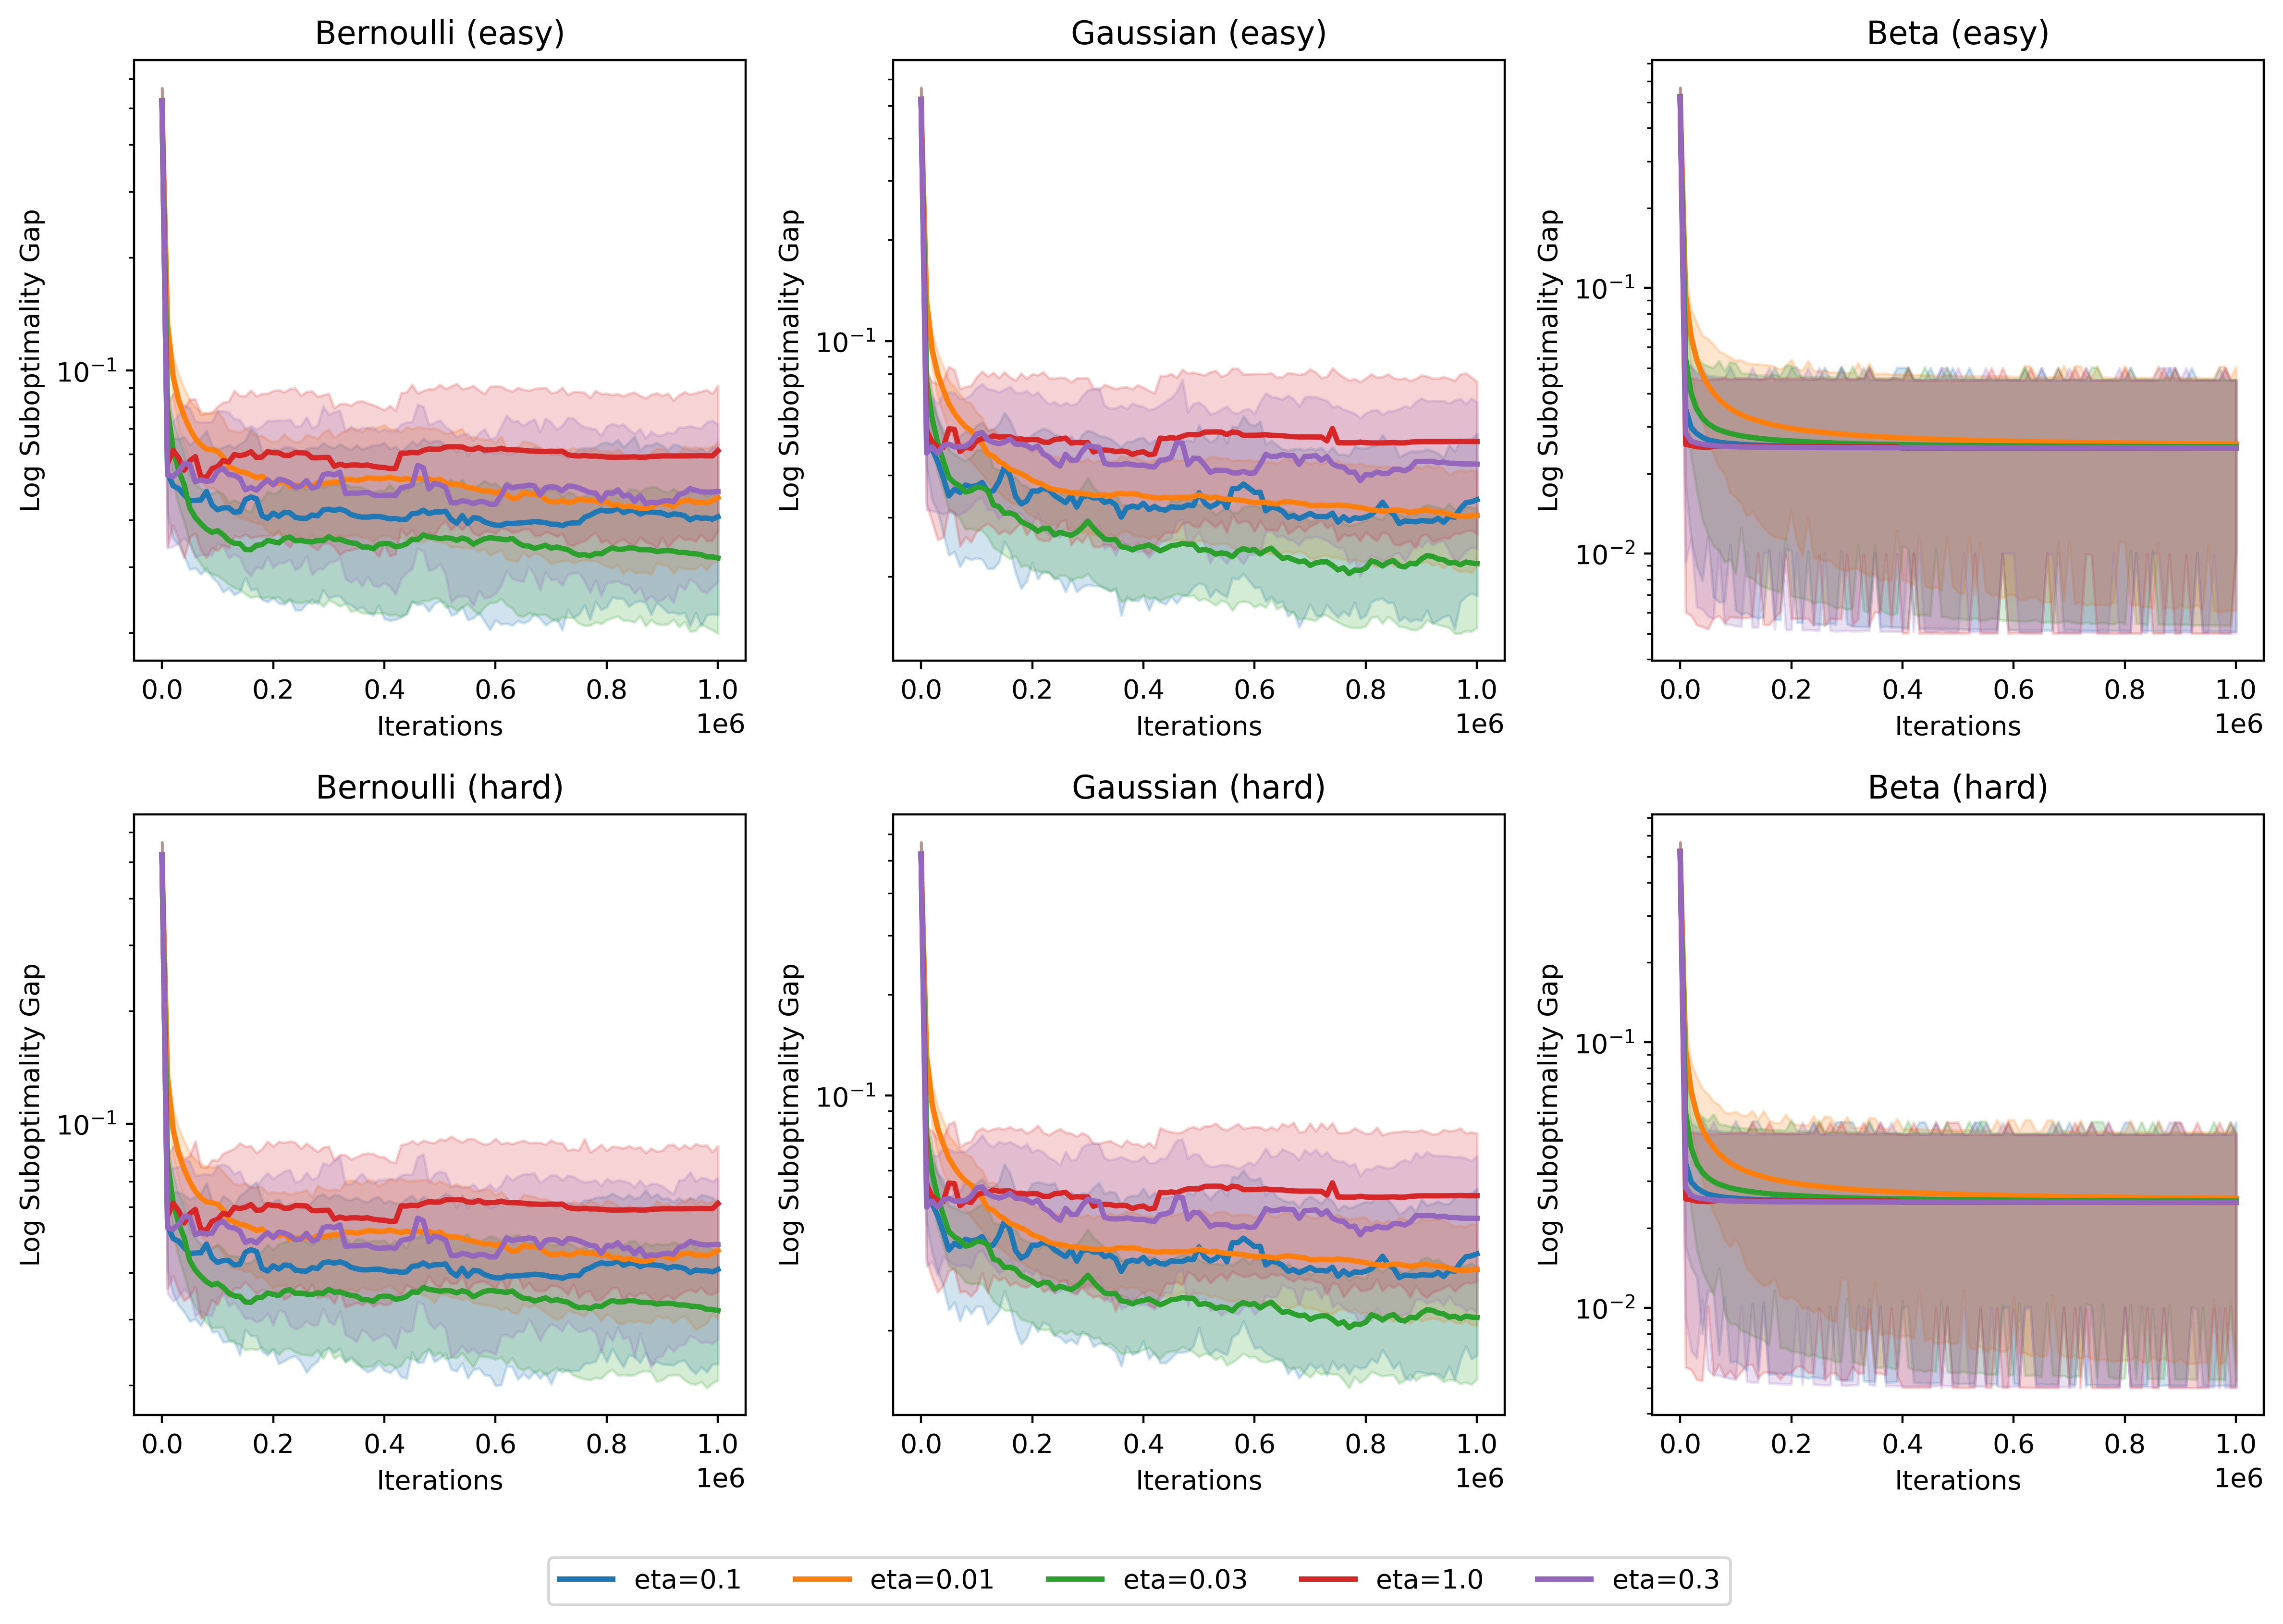 Bernoulli (easy)
Log Suboptimality Gap
10⁻¹
0.0 0.2 0.4 0.6 0.8 1.0
Iterations
1e6
Gaussian (easy)
Log Suboptimality Gap
10⁻¹
0.0 0.2 0.4 0.6 0.8 1.0
Iterations
1e6
Beta (easy)
Log Suboptimality Gap
10⁻¹
10⁻²
0.0 0.2 0.4 0.6 0.8 1.0
Iterations
1e6
Bernoulli (hard)
Log Suboptimality Gap
10⁻¹
0.0 0.2 0.4 0.6 0.8 1.0
Iterations
1e6
Gaussian (hard)
Log Suboptimality Gap
10⁻¹
0.0 0.2 0.4 0.6 0.8 1.0
Iterations
1e6
Beta (hard)
Log Suboptimality Gap
10⁻¹
10⁻²
0.0 0.2 0.4 0.6 0.8 1.0
Iterations
1e6
eta=0.1 eta=0.01 eta=0.03 eta=1.0 eta=0.3